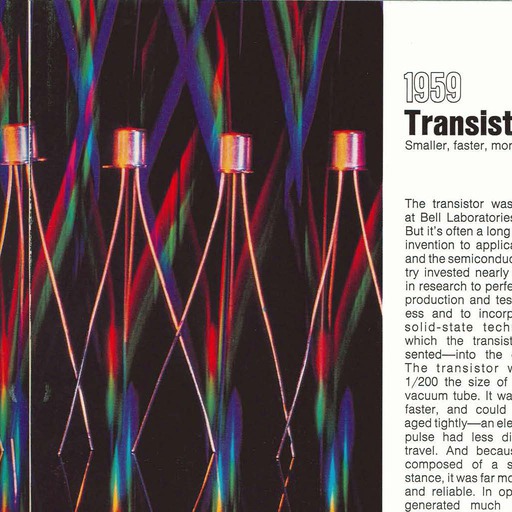 1959
Transist
Smaller, faster, mor
The transistor was
at Bell Laboratories
But it's often a long
invention to applica
and the semiconduc
try invested nearly
in research to perfe
production and tes
ess and to incorp
solid-state tech
which the transist
sented—into the
The transistor w
1/200 the size of
vacuum tube. It wa
faster, and could
aged tightly—an ele
pulse had less di
travel. And becaus
composed of a s
stance, it was far mo
and reliable. In op
generated much